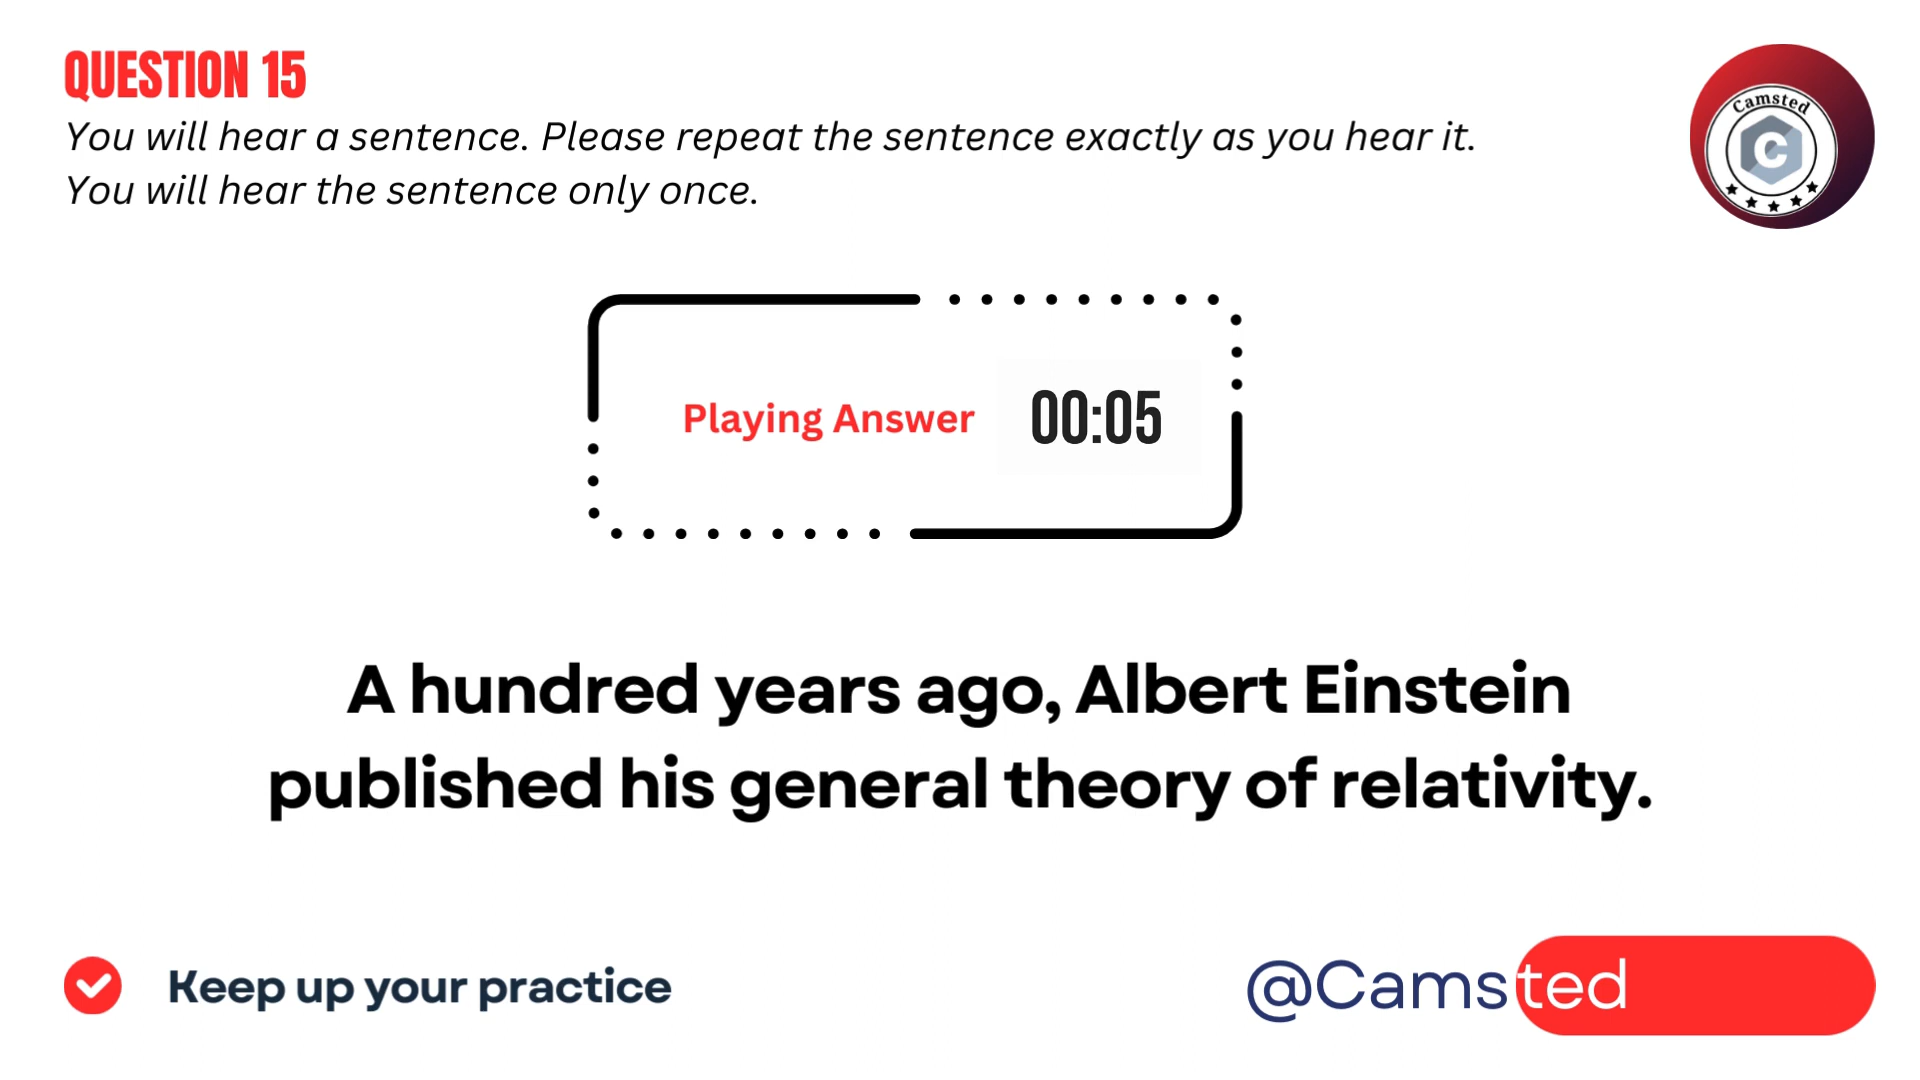 QUESTION 15
You will hear a sentence. Please repeat the sentence exactly as you hear it.
You will hear the sentence only once.
Camsted
C
Playing Answer 00:05
A hundred years ago, Albert Einstein
published his general theory of relativity.
Keep up your practice
@Camsted